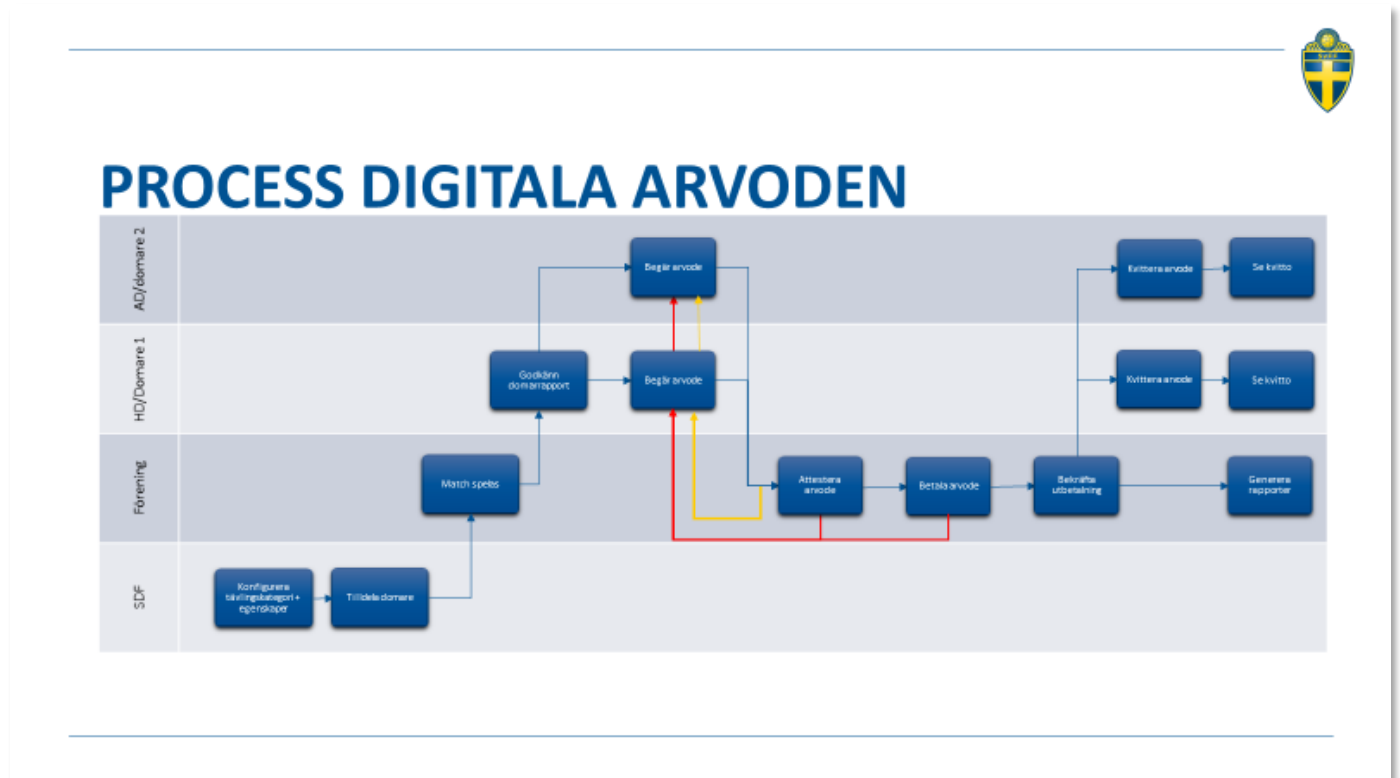 PROCESS DIGITALA ARVODEN
AD/domare 2
Begär arvode
Kvittera arvode
Se kvitto
HD/Domare 1
Godkänn
domarrapport
Begär arvode
Kvittera arvode
Se kvitto
Förening
Match spelas
Attestera
arvode
Betala arvode
Bekräfta
utbetalning
Generera
rapporter
SDF
Konfigurera
tävlingskategori+
egenskaper
Tilldela domare